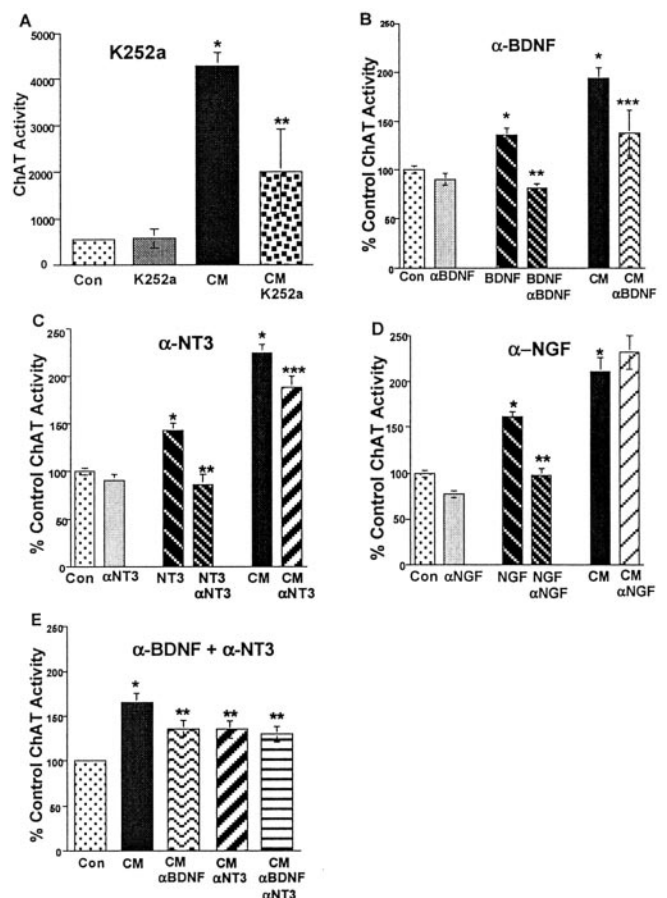 A
K252a
ChAT Activity
5000
4000
3000
2000
1000
0
*
**
Con
K252a
CM
CM
K252a
B
α-BDNF
% Control ChAT Activity
200
150
100
50
0
*
**
*
***
Con
αBDNF
BDNF
BDNF
αBDNF
CM
CM
αBDNF
C
α-NT3
% Control ChAT Activity
250
200
150
100
50
0
*
**
*
***
Con
αNT3
NT3
NT3
αNT3
CM
CM
αNT3
D
α–NGF
% Control ChAT Activity
250
200
150
100
50
0
*
**
*
Con
αNGF
NGF
NGF
αNGF
CM
CM
αNGF
E
α-BDNF + α-NT3
% Control ChAT Activity
200
150
100
50
0
*
**
**
**
Con
CM
CM
αBDNF
CM
αNT3
CM
αBDNF
αNT3